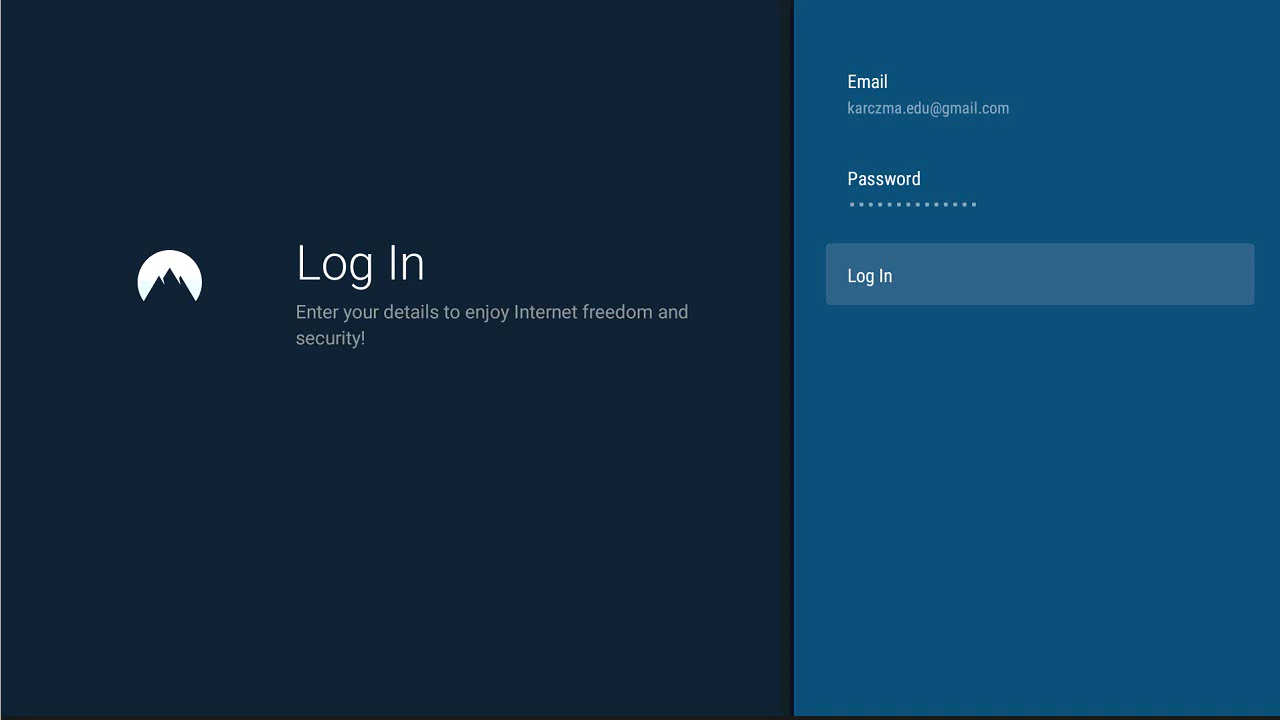 Log In
Enter your details to enjoy Internet freedom and
security!
Email
karczma.edu@gmail.com
Password
••••••••••••••
Log In